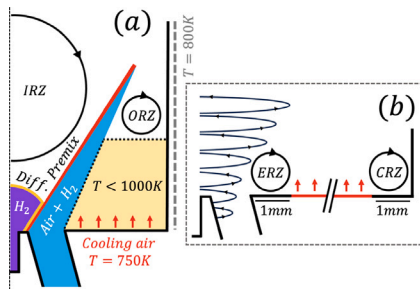 (a)
IRZ
T = 800K
ORZ
Premix
Diff.
Air + H₂
H₂
T < 1000K
Cooling air
T = 750K
(b)
ERZ
CRZ
1mm
1mm